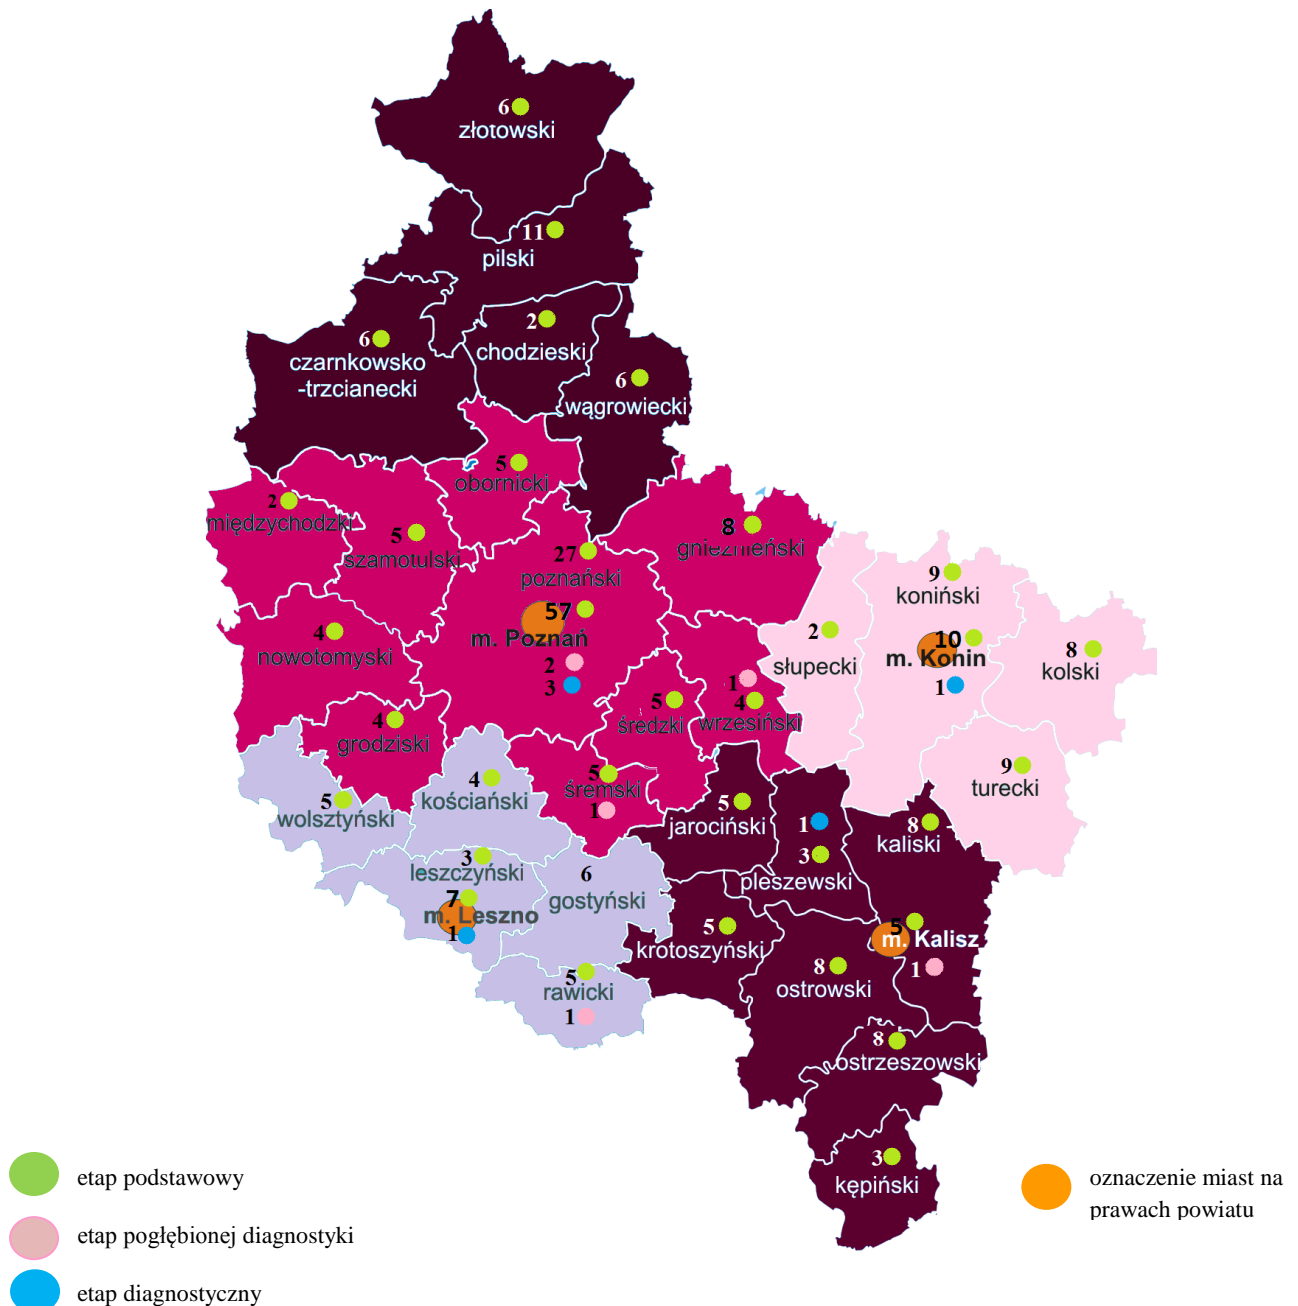 6
złotowski
11
pilski
2
chodzieski
6
czarnkowsko
-trzcianecki
6
wągrowiecki
5
obornicki
2
międzychodzki
5
szamotulski
8
gnieźnieński
27
poznański
57
m. Poznań
2
3
9
koniński
10
m. Konin
1
2
słupecki
8
kolski
4
nowotomyski
5
średzki
1
4
wrzesiński
4
grodziski
9
turecki
5
śremski
1
4
kościański
5
wolsztyński
5
jarociński
1
3
pleszewski
8
kaliski
3
leszczyński
7
m. Leszno
1
6
gostyński
5
krotoszyński
5
m. Kalisz
1
8
ostrowski
5
rawicki
1
8
ostrzeszowski
3
kępiński
etap podstawowy
etap pogłębionej diagnostyki
etap diagnostyczny
oznaczenie miast na
prawach powiatu